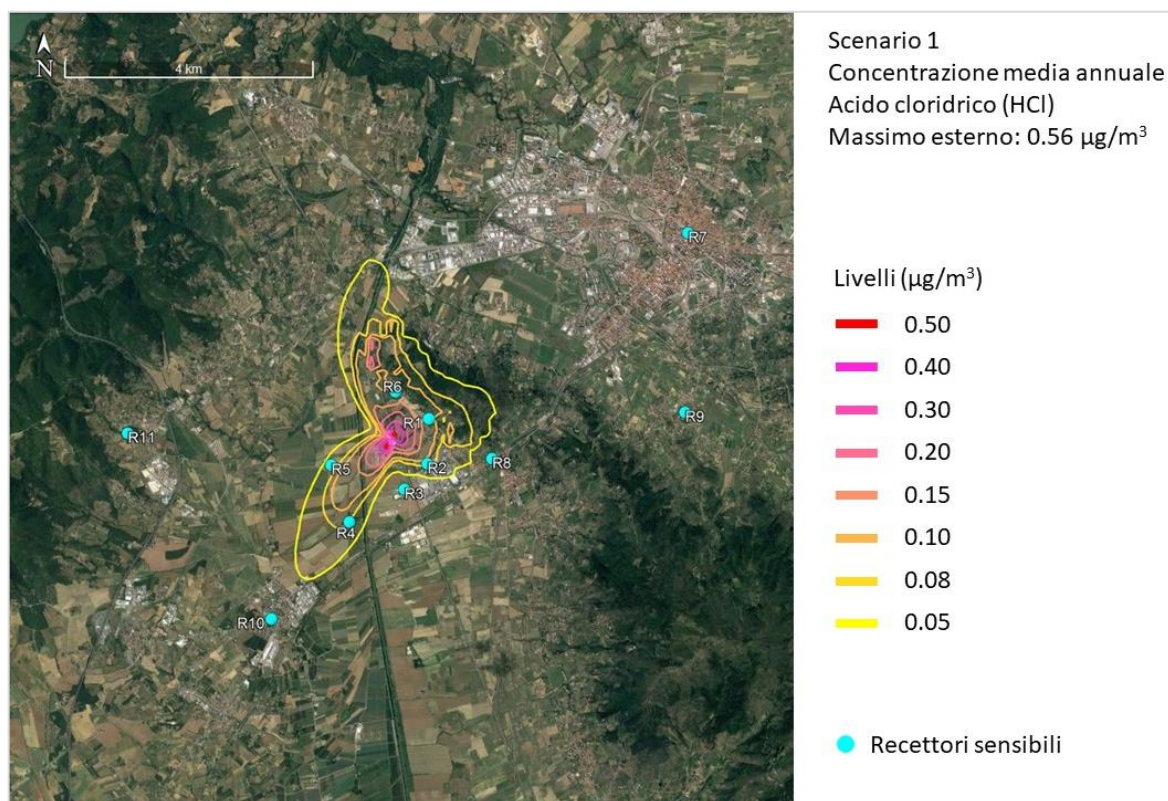 N
4 km
R7
R6
R1
R9
R11
R8
R5
R2
R3
R4
R10
Scenario 1
Concentrazione media annuale
Acido cloridrico (HCl)
Massimo esterno: 0.56 µg/m³
Livelli (µg/m³)
0.50
0.40
0.30
0.20
0.15
0.10
0.08
0.05
Recettori sensibili